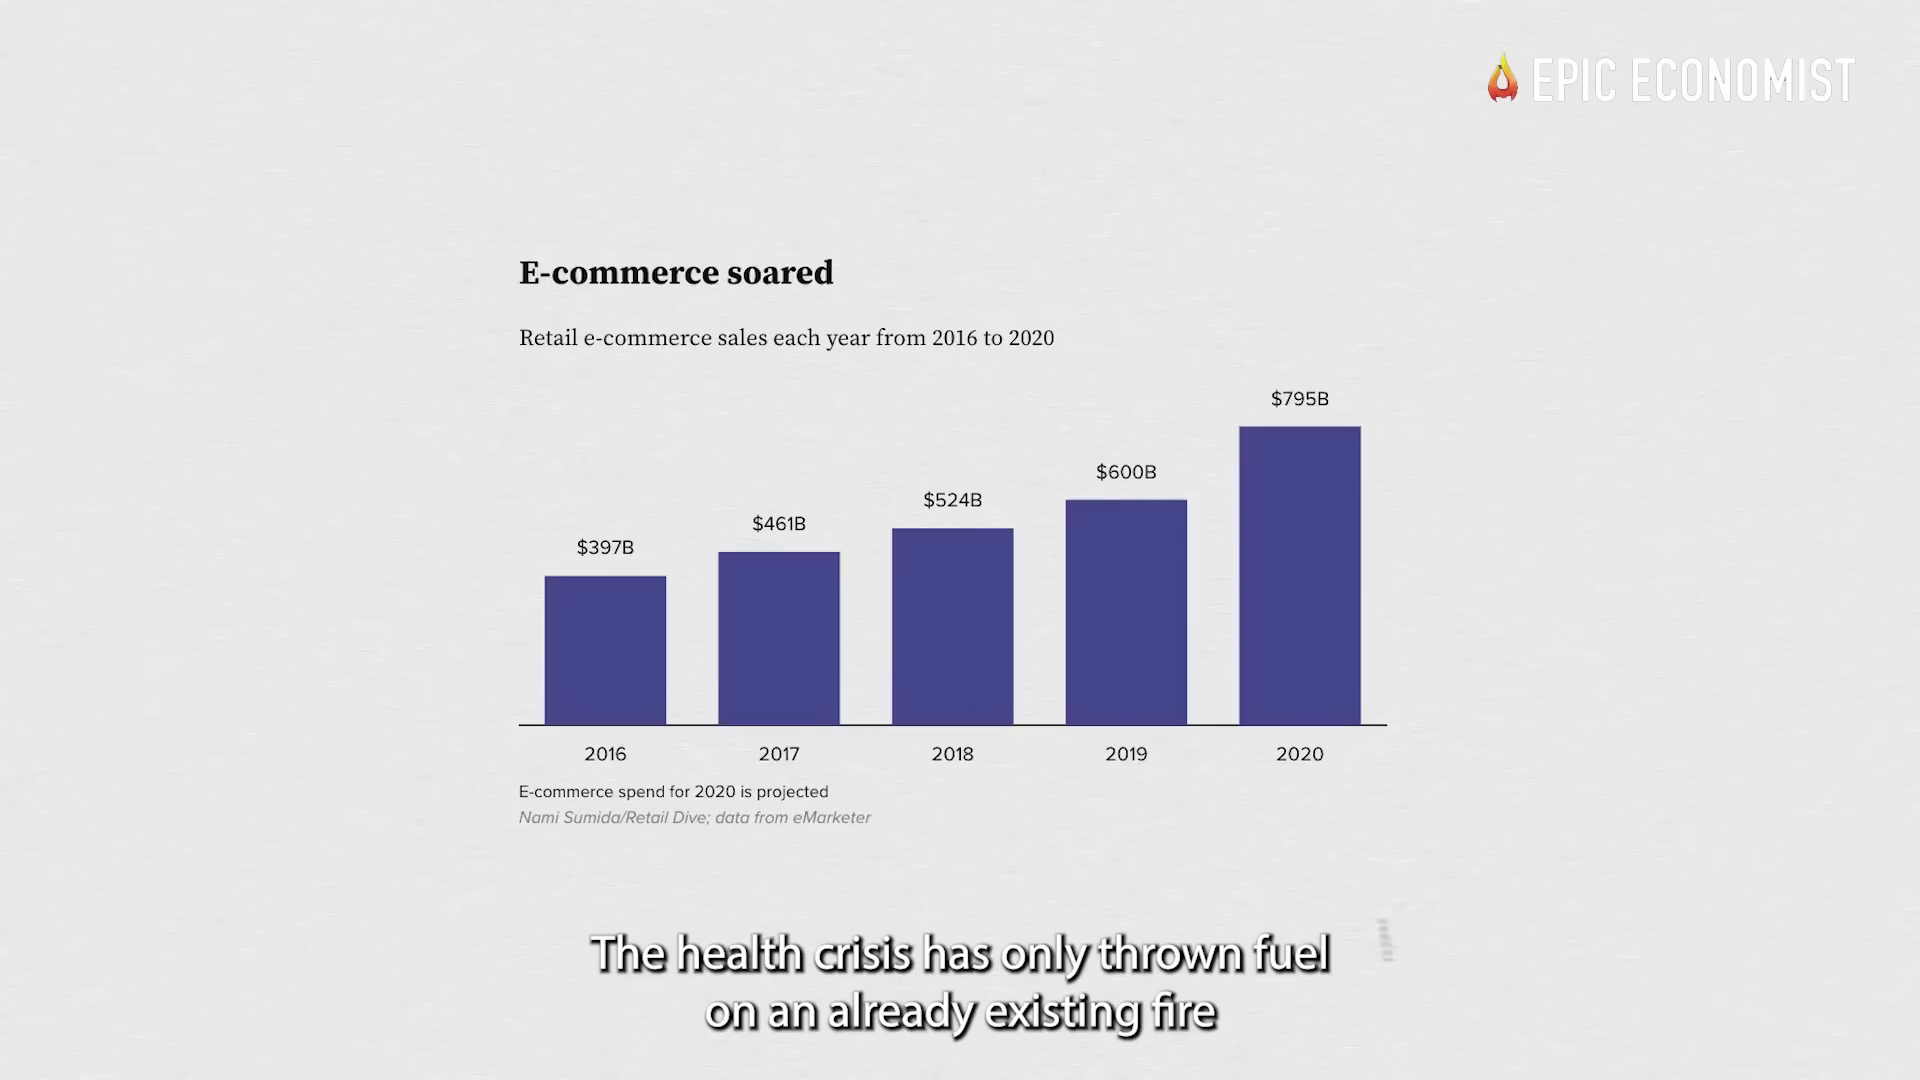 EPIC ECONOMIST
E-commerce soared
Retail e-commerce sales each year from 2016 to 2020
$795B
$600B
$524B
$461B
$397B
2016 2017 2018 2019 2020
E-commerce spend for 2020 is projected
Nami Sumida/Retail Dive; data from eMarketer
The health crisis has only thrown fuel
on an already existing fire